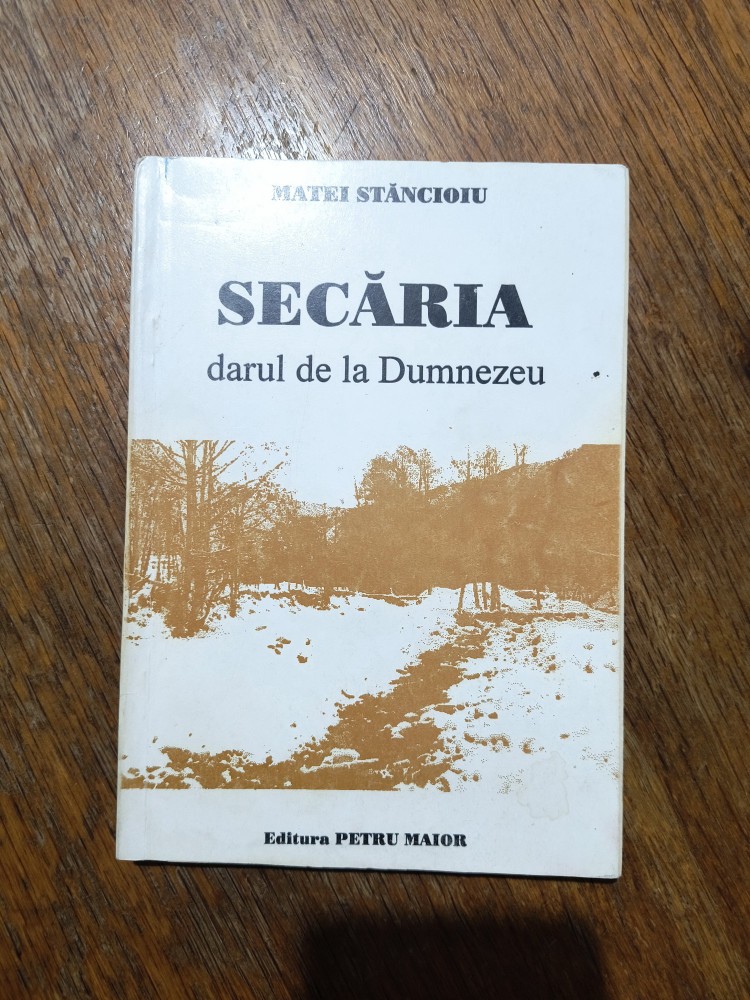 MATEI STĂNCIOIU
SECĂRIA
darul de la Dumnezeu
Editura PETRU MAIOR